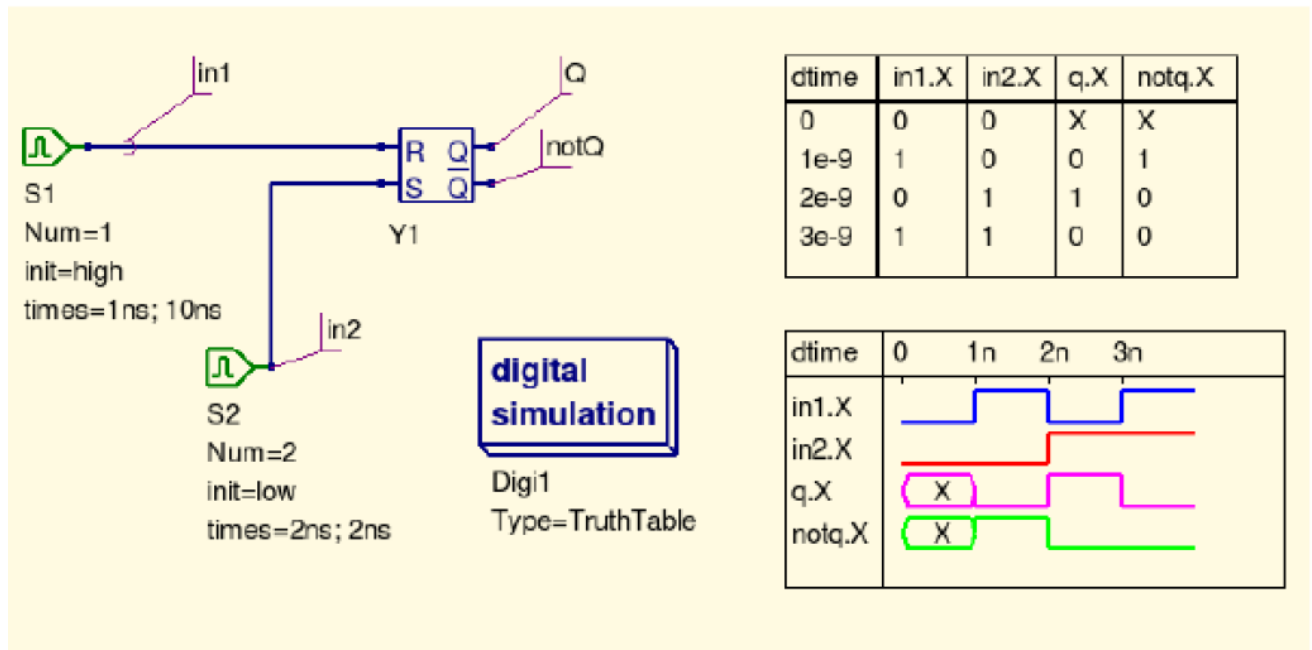 in1
Q
notQ
R Q
S Q
S1
Num=1
init=high
times=1ns; 10ns
Y1
in2
S2
Num=2
init=low
times=2ns; 2ns
digital
simulation
Digi1
Type=TruthTable
dtime in1.X in2.X q.X notq.X
0 0 0 X X
1e-9 1 0 0 1
2e-9 0 1 1 0
3e-9 1 1 0 0
dtime 0 1n 2n 3n
in1.X
in2.X
q.X X
notq.X X